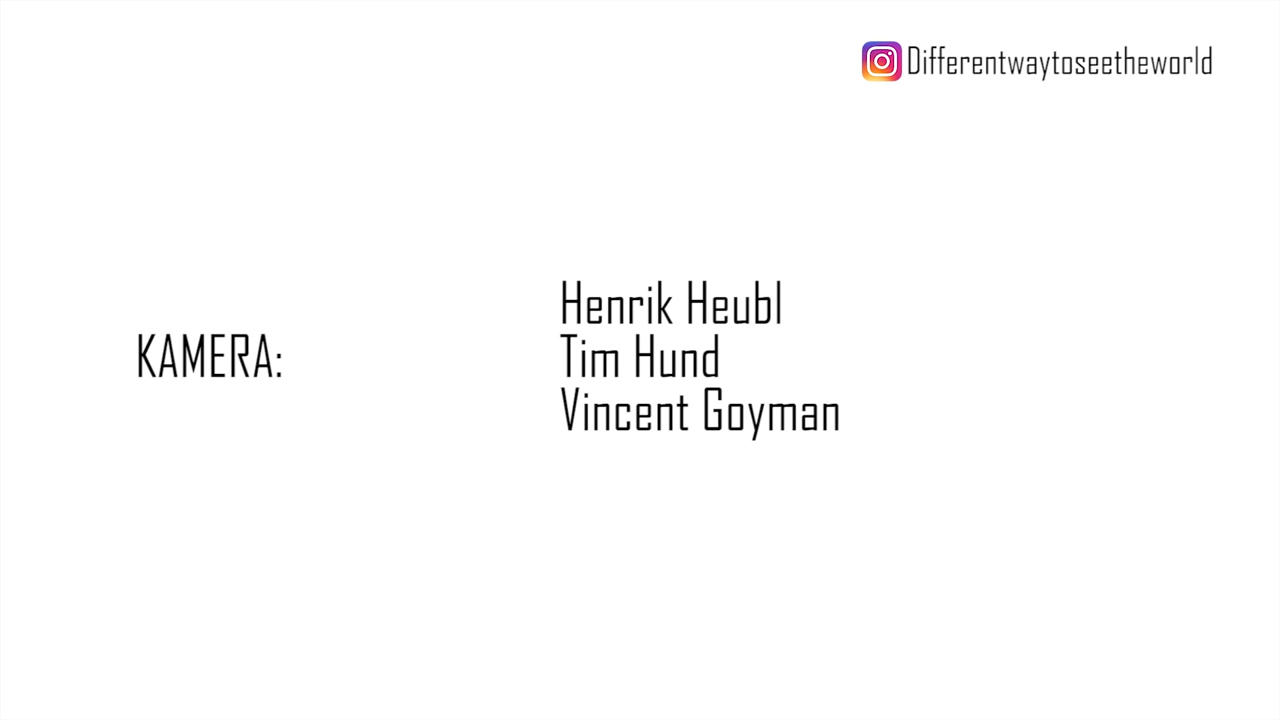 Differentwaytoseetheworld
Henrik Heubl
KAMERA: Tim Hund
Vincent Goyman